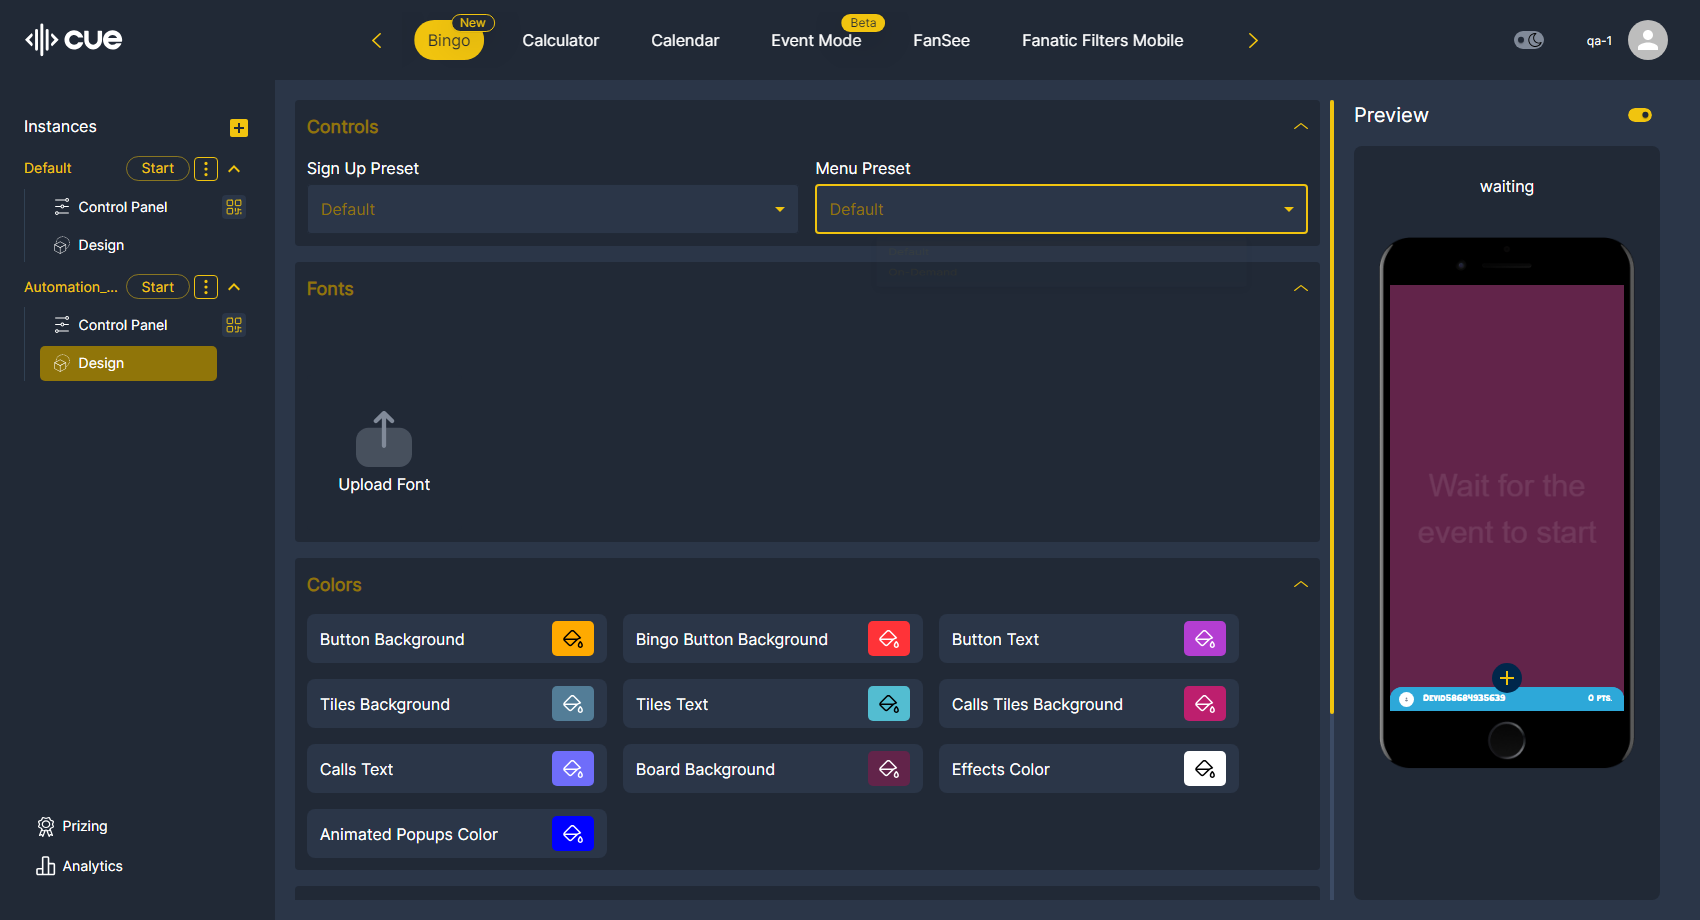 cue
Bingo
New
Calculator
Calendar
Event Mode
Beta
FanSee
Fanatic Filters Mobile
qa-1
Instances
Default
Start
Control Panel
Design
Automation_...
Start
Control Panel
Design
Prizing
Analytics
Controls
Sign Up Preset
Default
Menu Preset
Default
Fonts
Upload Font
Colors
Button Background
Bingo Button Background
Button Text
Tiles Background
Tiles Text
Calls Tiles Background
Calls Text
Board Background
Effects Color
Animated Popups Color
Preview
waiting
Wait for the
event to start
DEVID58684935639
0 PTS.